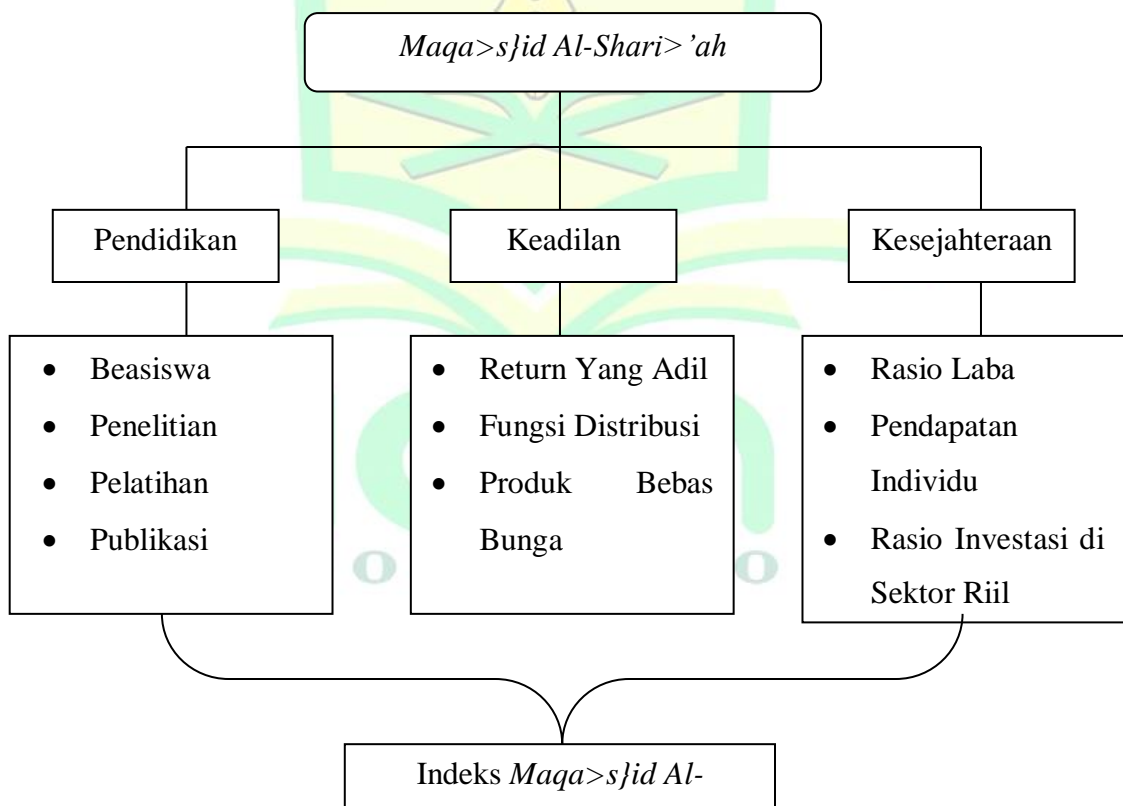 Maqa>s}id Al-Shari>’ah
Pendidikan
Keadilan
Kesejahteraan
• Beasiswa
• Penelitian
• Pelatihan
• Publikasi
• Return Yang Adil
• Fungsi Distribusi
• Produk Bebas
Bunga
• Rasio Laba
• Pendapatan
Individu
• Rasio Investasi di
Sektor Riil
Indeks Maqa>s}id Al-